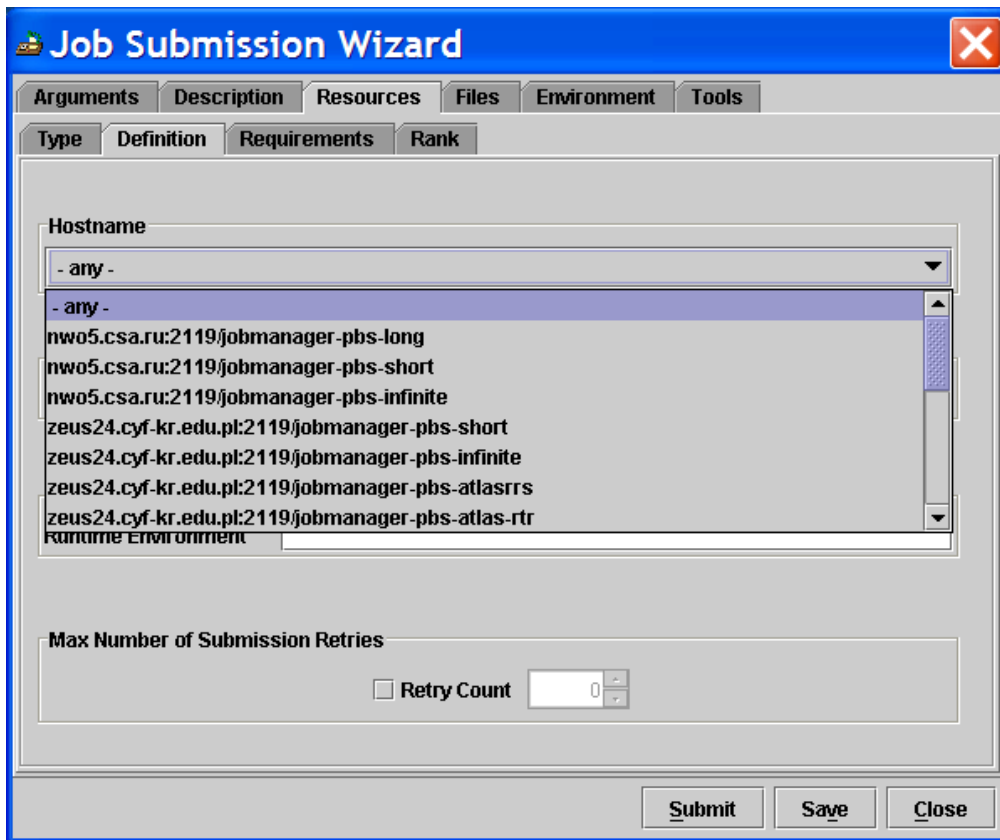 Job Submission Wizard
Arguments Description Resources Files Environment Tools
Type Definition Requirements Rank
Hostname
- any -
- any -
nwo5.csa.ru:2119/jobmanager-pbs-long
nwo5.csa.ru:2119/jobmanager-pbs-short
nwo5.csa.ru:2119/jobmanager-pbs-infinite
zeus24.cyf-kr.edu.pl:2119/jobmanager-pbs-short
zeus24.cyf-kr.edu.pl:2119/jobmanager-pbs-infinite
zeus24.cyf-kr.edu.pl:2119/jobmanager-pbs-atlasrrs
zeus24.cyf-kr.edu.pl:2119/jobmanager-pbs-atlas-rtr
Runtime Environment
Max Number of Submission Retries
Retry Count 0
Submit Save Close